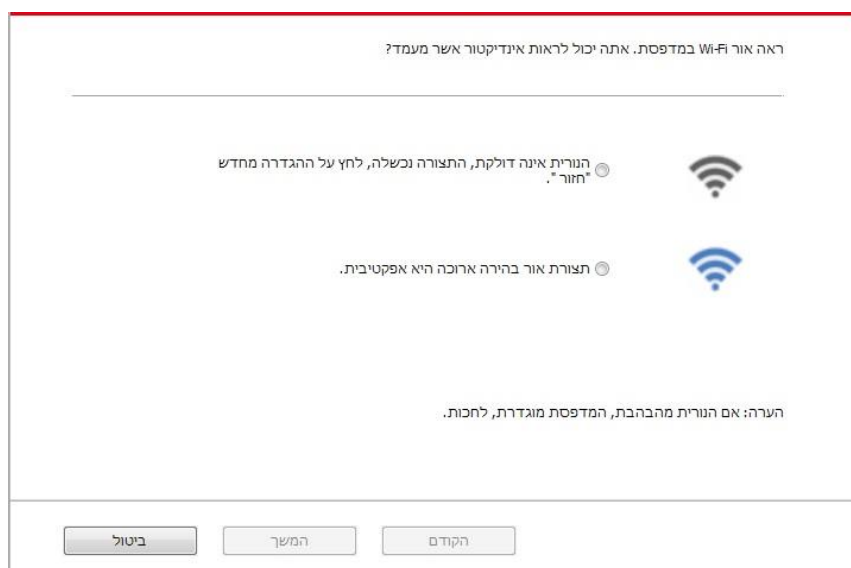 ראה אור Wi-Fi במדפסת. אתה יכול לראות אינדיקטור אשר מעמד?
הנורית אינה דולקת, התצורה נכשלה, לחץ על ההגדרה מחדש
"חזור".
תצורת אור בהירה ארוכה היא אפקטיבית.
הערה: אם הנורית מהבהבת, המדפסת מוגדרת, לחכות.
הקודם
המשך
ביטול